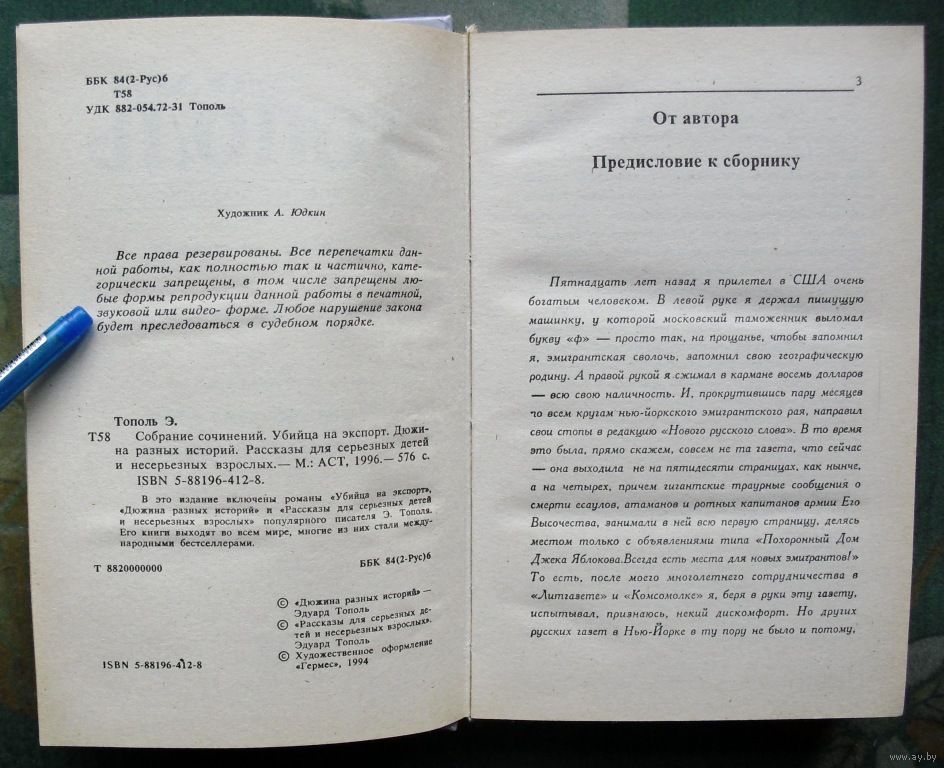 ББК 84(2-Рус)6
Т58
УДК 882-054.72-31 Тополь
Художник А. Юдкин
Все права резервированы. Все перепечатки дан-
ной работы, как полностью так и частично, кате-
горически запрещены, в том числе запрещены лю-
бые формы репродукции данной работы в печатной,
звуковой или видео- форме. Любое нарушение закона
будет преследоваться в судебном порядке.
Тополь Э.
Т58 Собрание сочинений. Убийца на экспорт. Дюжи-
на разных историй. Рассказы для серьезных детей
и несерьезных взрослых.— М.: АСТ, 1996.— 576 с.
ISBN 5-88196-412-8.
В это издание включены романы «Убийца на экспорт»,
«Дюжина разных историй» и «Рассказы для серьезных детей
и несерьезных взрослых» популярного писателя Э. Тополя.
Его книги выходят во всем мире, многие из них стали между-
народными бестселлерами.
Т 8820000000
ББК 84(2-Рус)6
© «Дюжина разных историй» —
Эдуард Тополь
© «Рассказы для серьезных де-
тей и несерьезных взрослых».
Эдуард Тополь
© Художественное оформление
«Гермес», 1994
ISBN 5-88196-412-8
3
От автора
Предисловие к сборнику
Пятнадцать лет назад я прилетел в США очень
богатым человеком. В левой руке я держал пишущую
машинку, у которой московский таможенник выломал
букву «ф» — просто так, на прощанье, чтобы запомнил
я, эмигрантская сволочь, запомнил свою географическую
родину. А правой рукой я сжимал в кармане восемь долларов
— всю свою наличность. И, прокрутившись пару месяцев
по всем кругам нью-йоркского эмигрантского рая, направил
свои стопы в редакцию «Нового русского слова». В то время
это была, прямо скажем, совсем не та газета, что сейчас
— она выходила не на пятидесяти страницах, как нынче,
а на четырех, причем гигантские траурные сообщения о
смерти есаулов, атаманов и ротных капитанов армии Его
Высочества, занимали в ней всю первую страницу, делясь
местом только с объявлениями типа «Похоронный Дом
Джека Яблокова.Всегда есть места для новых эмигрантов!»
То есть, после моего многолетнего сотрудничества в
«Литгазете» и «Комсомолке» я, беря в руки эту газету,
испытывал, признаюсь, некий дискомфорт. Но других
русских газет в Нью-Йорке в ту пору не было и потому,
www.ay.by